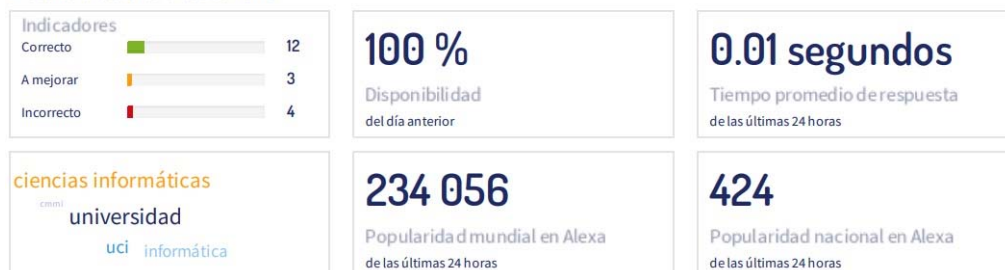 Indicadores
Correcto 12
A mejorar 3
Incorrecto 4
100 %
Disponibilidad
del día anterior
0.01 segundos
Tiempo promedio de respuesta
de las últimas 24 horas
ciencias informáticas
cmmi
universidad
uci informática
234 056
Popularidad mundial en Alexa
de las últimas 24 horas
424
Popularidad nacional en Alexa
de las últimas 24 horas